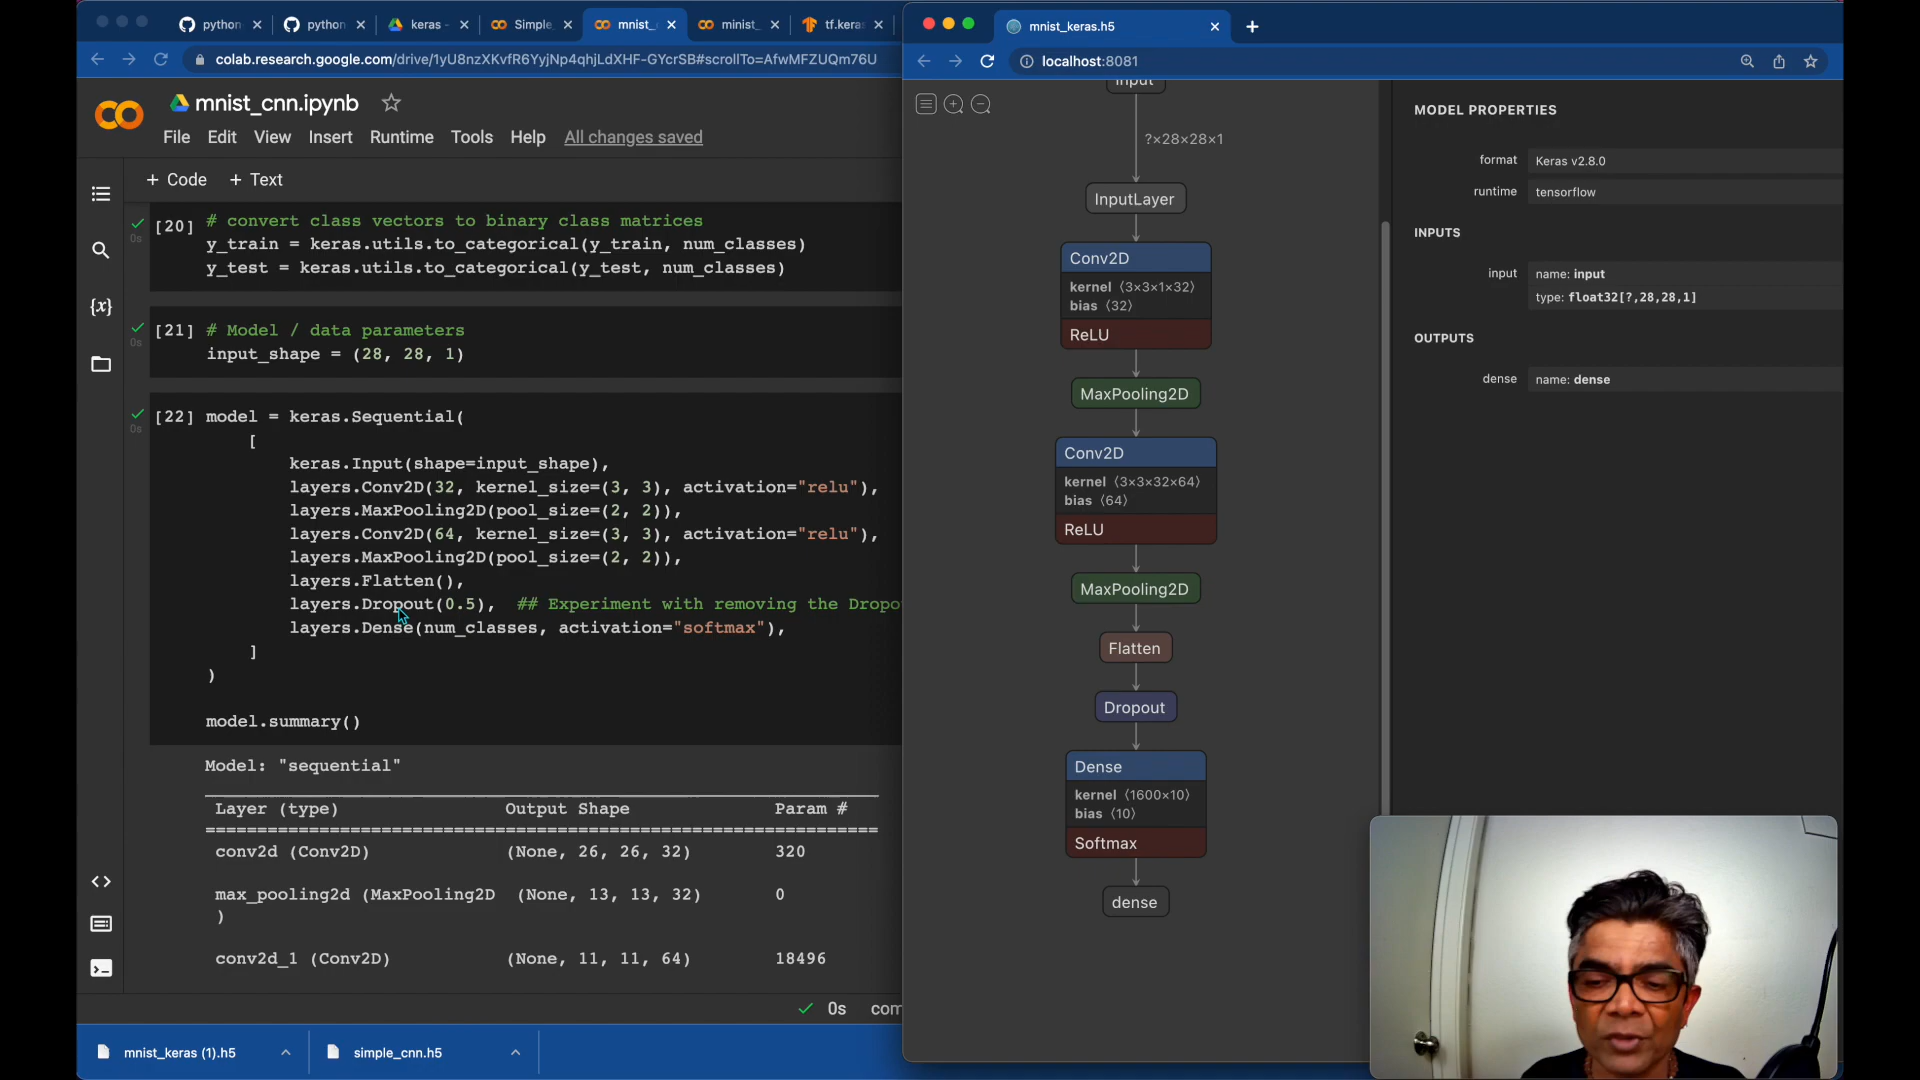 python-
python
keras -
Simple_
mnist_
minist_
tf.keras
colab.research.google.com/drive/1yU8nzXKvfR6YyjNp4qhjLdXHF-GYcrSB#scrollTo=AfwMFZUQm76U
mnist_cnn.ipynb
File Edit View Insert Runtime Tools Help All changes saved
+ Code + Text
[20] # convert class vectors to binary class matrices
0s
y_train = keras.utils.to_categorical(y_train, num_classes)
y_test = keras.utils.to_categorical(y_test, num_classes)
[21] # Model / data parameters
0s
input_shape = (28, 28, 1)
[22] model = keras.Sequential(
0s
[
keras.Input(shape=input_shape),
layers.Conv2D(32, kernel_size=(3, 3), activation="relu"),
layers.MaxPooling2D(pool_size=(2, 2)),
layers.Conv2D(64, kernel_size=(3, 3), activation="relu"),
layers.MaxPooling2D(pool_size=(2, 2)),
layers.Flatten(),
layers.Dropout(0.5), ## Experiment with removing the Dropo
layers.Dense(num_classes, activation="softmax"),
]
)
model.summary()
Model: "sequential"
Layer (type) Output Shape Param #
conv2d (Conv2D) (None, 26, 26, 32) 320
max_pooling2d (MaxPooling2D (None, 13, 13, 32) 0
)
conv2d_1 (Conv2D) (None, 11, 11, 64) 18496
0s com
mnist_keras (1).h5
simple_cnn.h5
mnist_keras.h5
localhost:8081
input
?×28×28×1
InputLayer
Conv2D
kernel ⟨3×3×1×32⟩
bias ⟨32⟩
ReLU
MaxPooling2D
Conv2D
kernel ⟨3×3×32×64⟩
bias ⟨64⟩
ReLU
MaxPooling2D
Flatten
Dropout
Dense
kernel ⟨1600×10⟩
bias ⟨10⟩
Softmax
dense
MODEL PROPERTIES
format Keras v2.8.0
runtime tensorflow
INPUTS
input name: input
type: float32[?,28,28,1]
OUTPUTS
dense name: dense